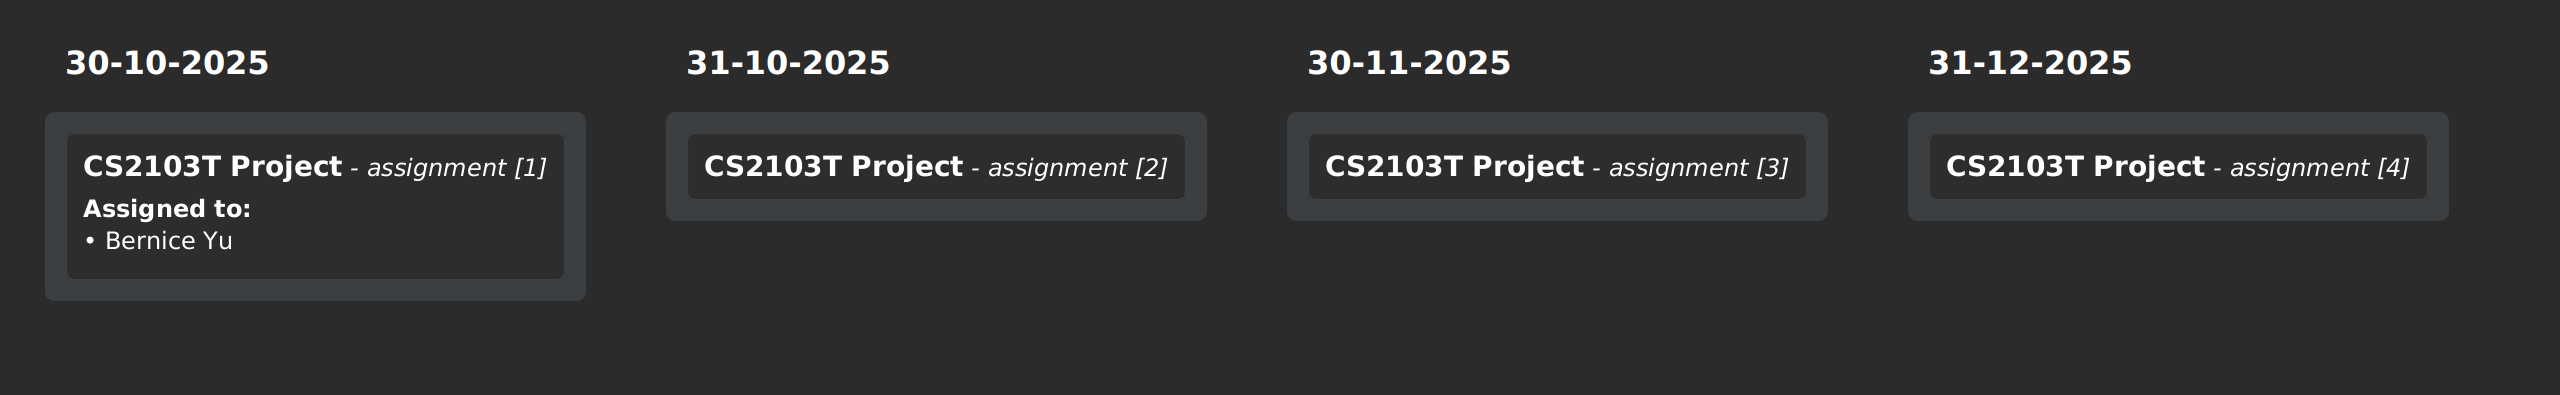 30-10-2025
CS2103T Project - assignment [1]
Assigned to:
• Bernice Yu
31-10-2025
CS2103T Project - assignment [2]
30-11-2025
CS2103T Project - assignment [3]
31-12-2025
CS2103T Project - assignment [4]